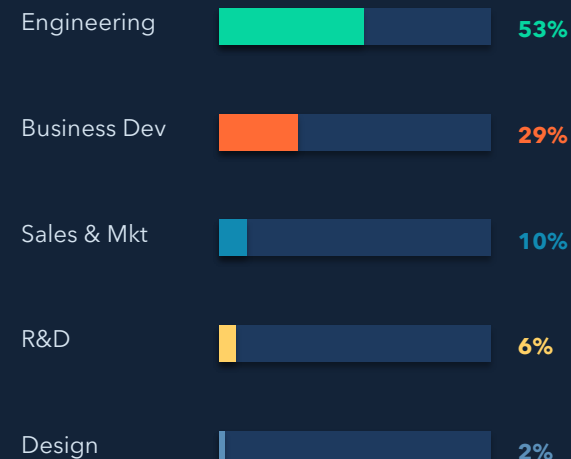 Engineering 53%
Business Dev 29%
Sales & Mkt 10%
R&D 6%
Design 2%